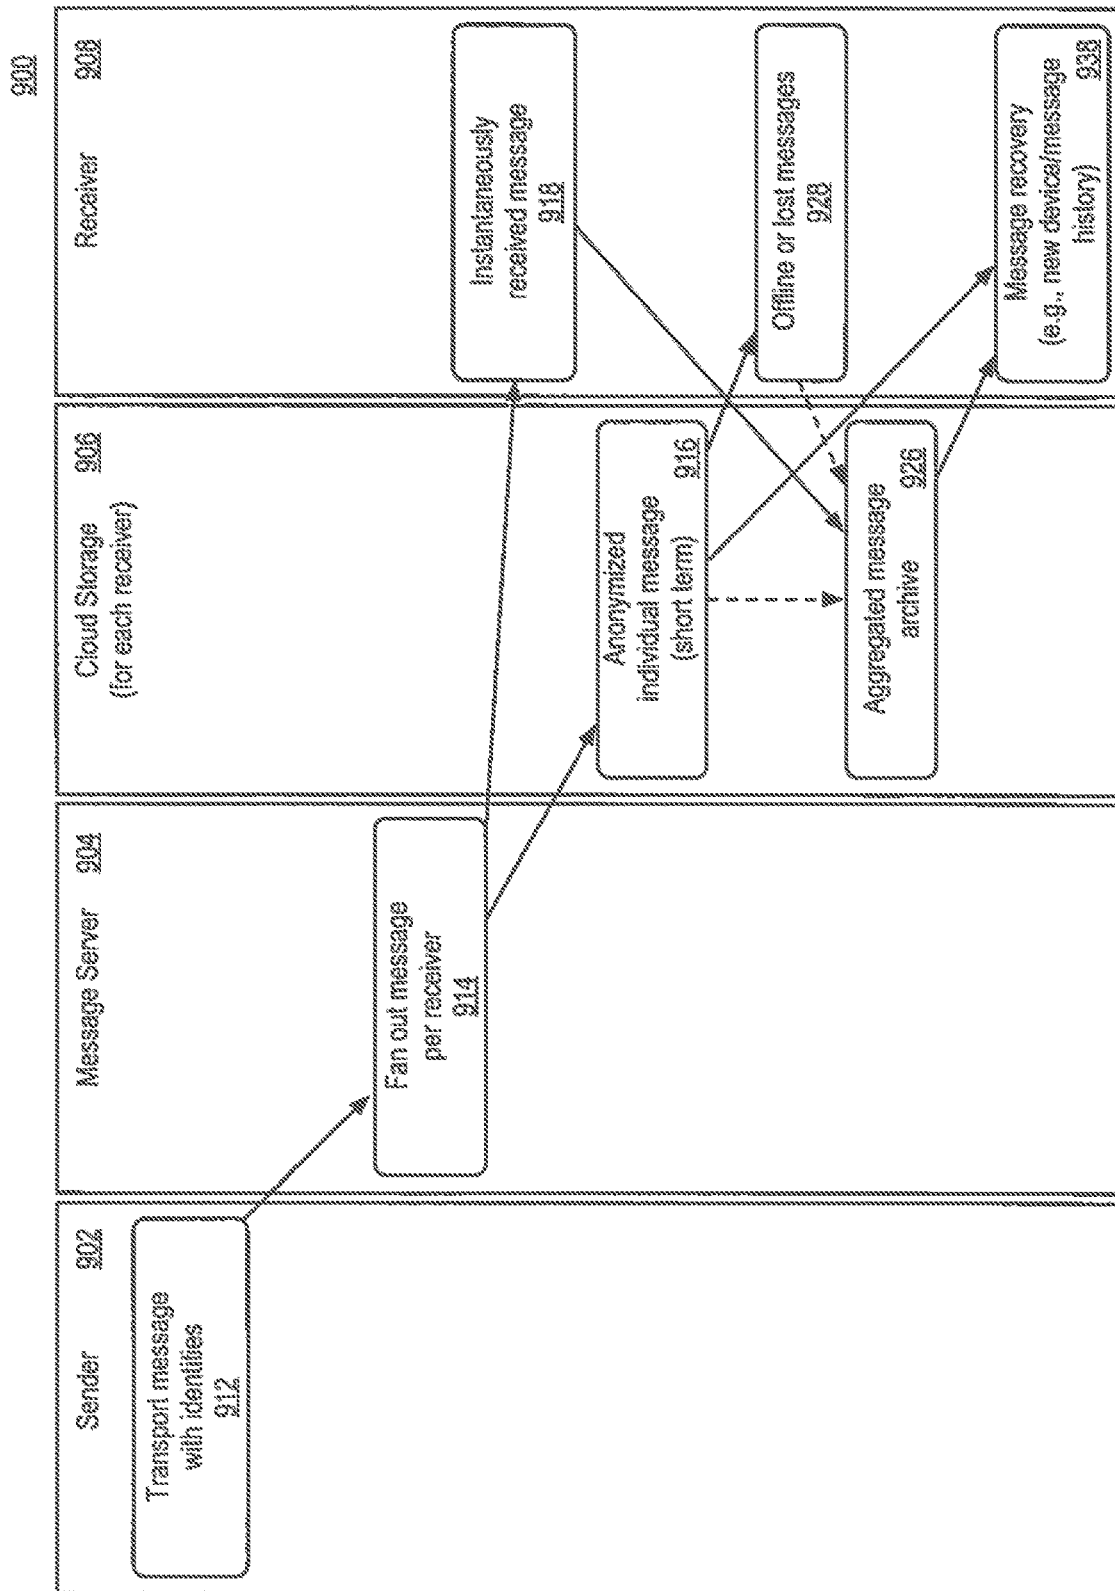 900
Sender 902
Message Server 904
Cloud Storage 906
(for each receiver)
Receiver 908
Transport message
with identities
912
Fan out message
per receiver
914
Instantaneously
received message
918
Anonymized
individual message
(short term) 916
Offline or lost messages
928
Aggregated message
archive 926
Message recovery
(e.g., new device/message
history) 938